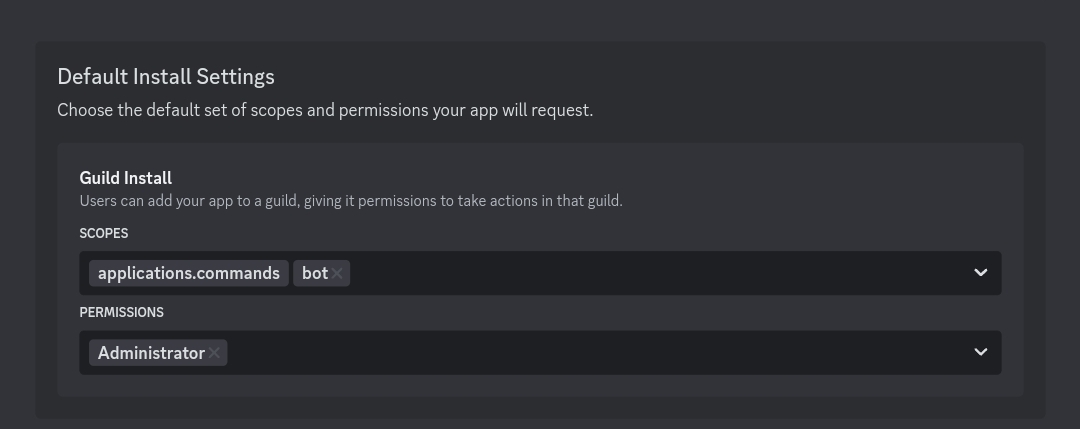 Default Install Settings
Choose the default set of scopes and permissions your app will request.
Guild Install
Users can add your app to a guild, giving it permissions to take actions in that guild.
SCOPES
applications.commands bot
PERMISSIONS
Administrator